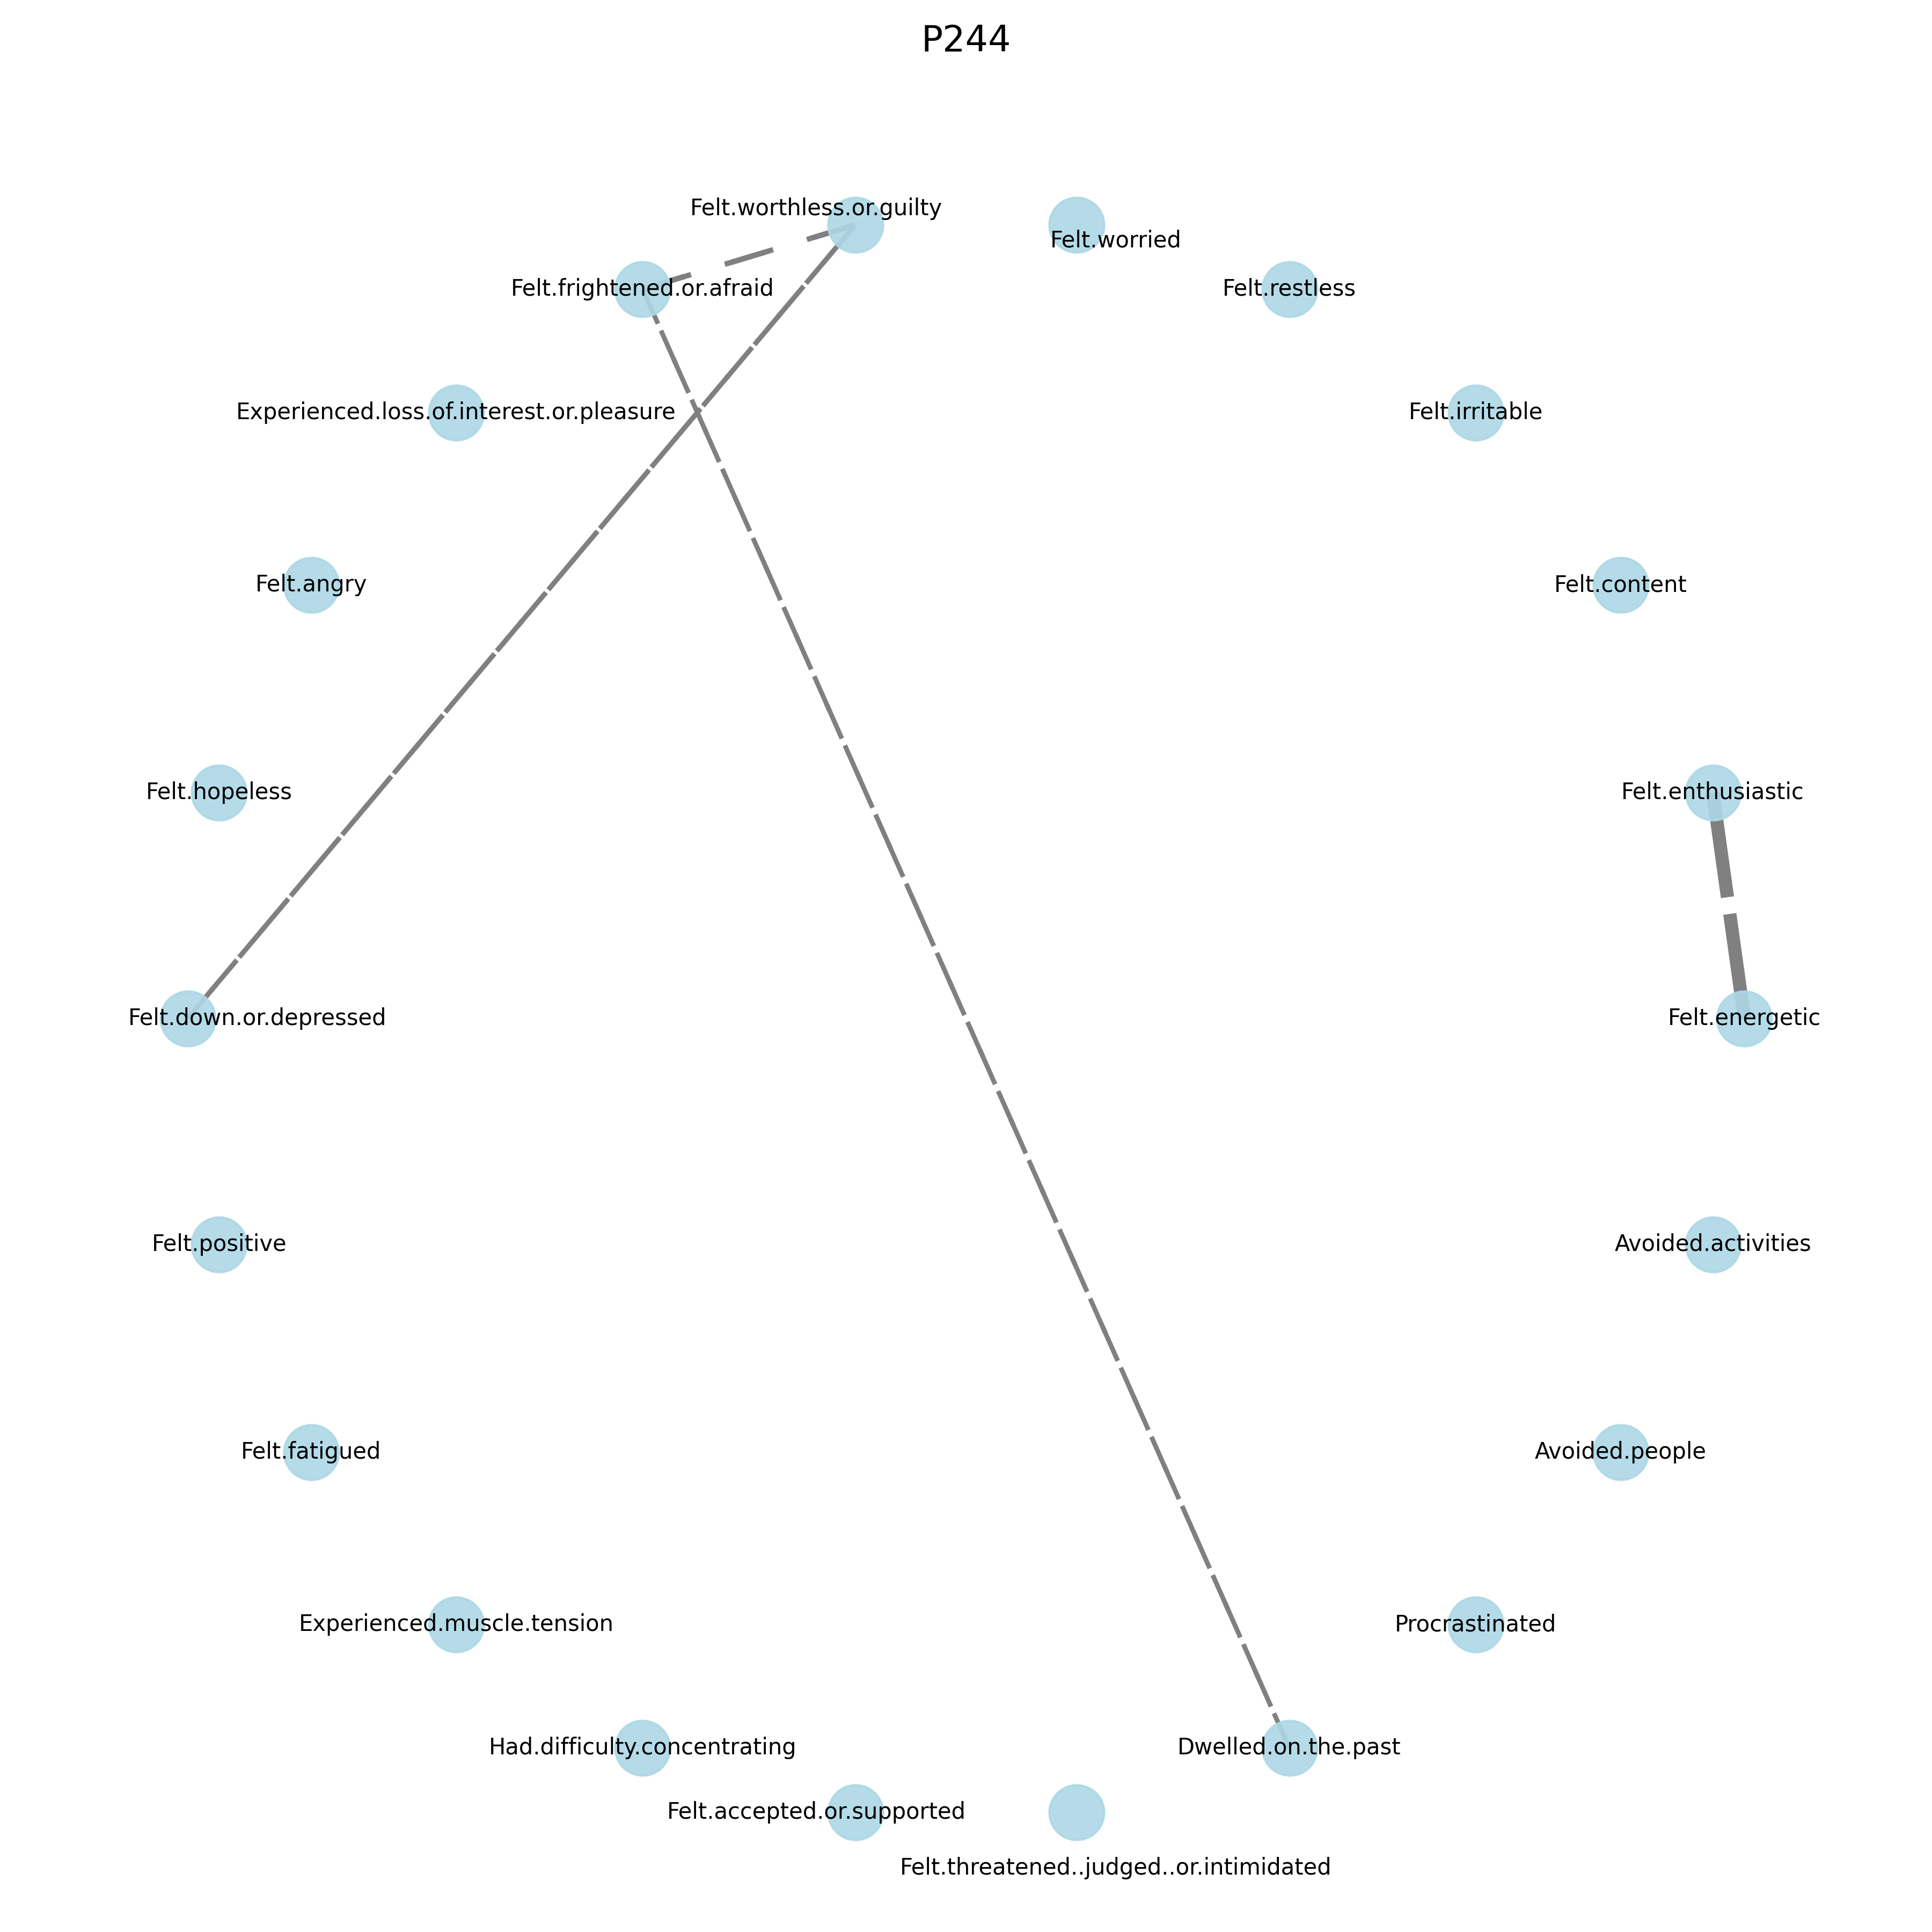 P244
Felt.worthless.or.guilty
Felt.worried
Felt.frightened.or.afraid
Felt.restless
Experienced.loss.of.interest.or.pleasure
Felt.irritable
Felt.angry
Felt.content
Felt.hopeless
Felt.enthusiastic
Felt.down.or.depressed
Felt.energetic
Felt.positive
Avoided.activities
Felt.fatigued
Avoided.people
Experienced.muscle.tension
Procrastinated
Had.difficulty.concentrating
Dwelled.on.the.past
Felt.accepted.or.supported
Felt.threatened..judged..or.intimidated